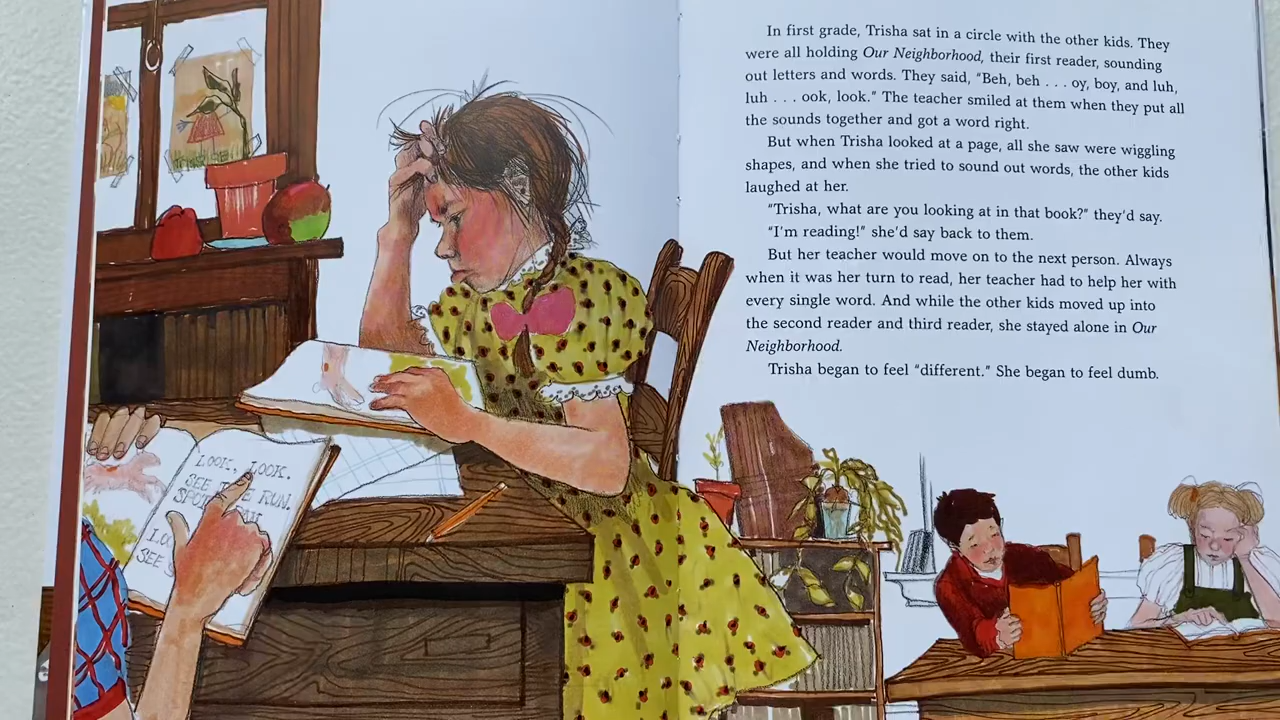 In first grade, Trisha sat in a circle with the other kids. They
were all holding Our Neighborhood, their first reader, sounding
out letters and words. They said, “Beh, beh . . . oy, boy, and luh,
luh . . . ook, look.” The teacher smiled at them when they put all
the sounds together and got a word right.
But when Trisha looked at a page, all she saw were wiggling
shapes, and when she tried to sound out words, the other kids
laughed at her.
“Trisha, what are you looking at in that book?” they’d say.
“I’m reading!” she’d say back to them.
But her teacher would move on to the next person. Always
when it was her turn to read, her teacher had to help her with
every single word. And while the other kids moved up into
the second reader and third reader, she stayed alone in Our
Neighborhood.
Trisha began to feel “different.” She began to feel dumb.
LOOK, LOOK.
SEE RUN.
SEE